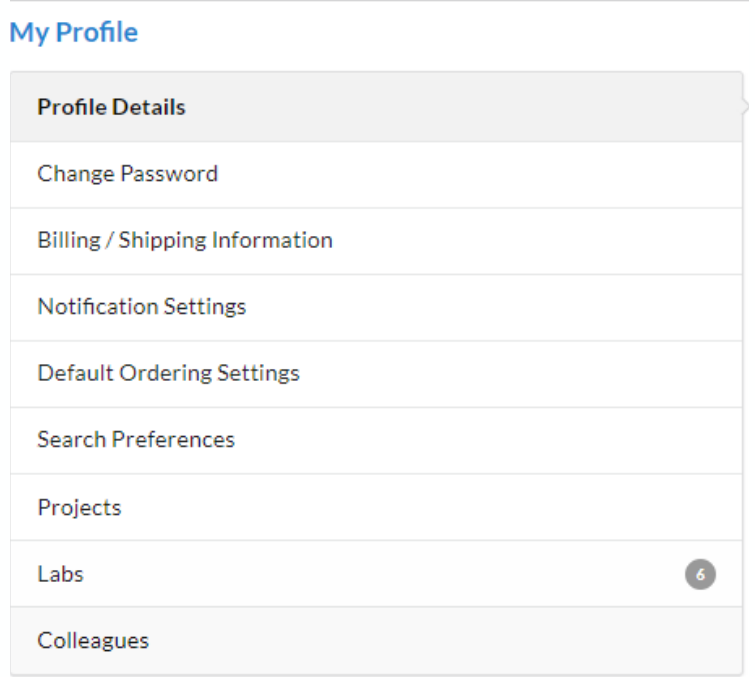 My Profile
Profile Details
Change Password
Billing / Shipping Information
Notification Settings
Default Ordering Settings
Search Preferences
Projects
Labs 6
Colleagues